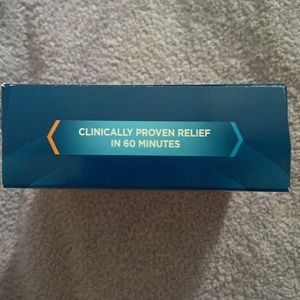 CLINICALLY PROVEN RELIEF
IN 60 MINUTES